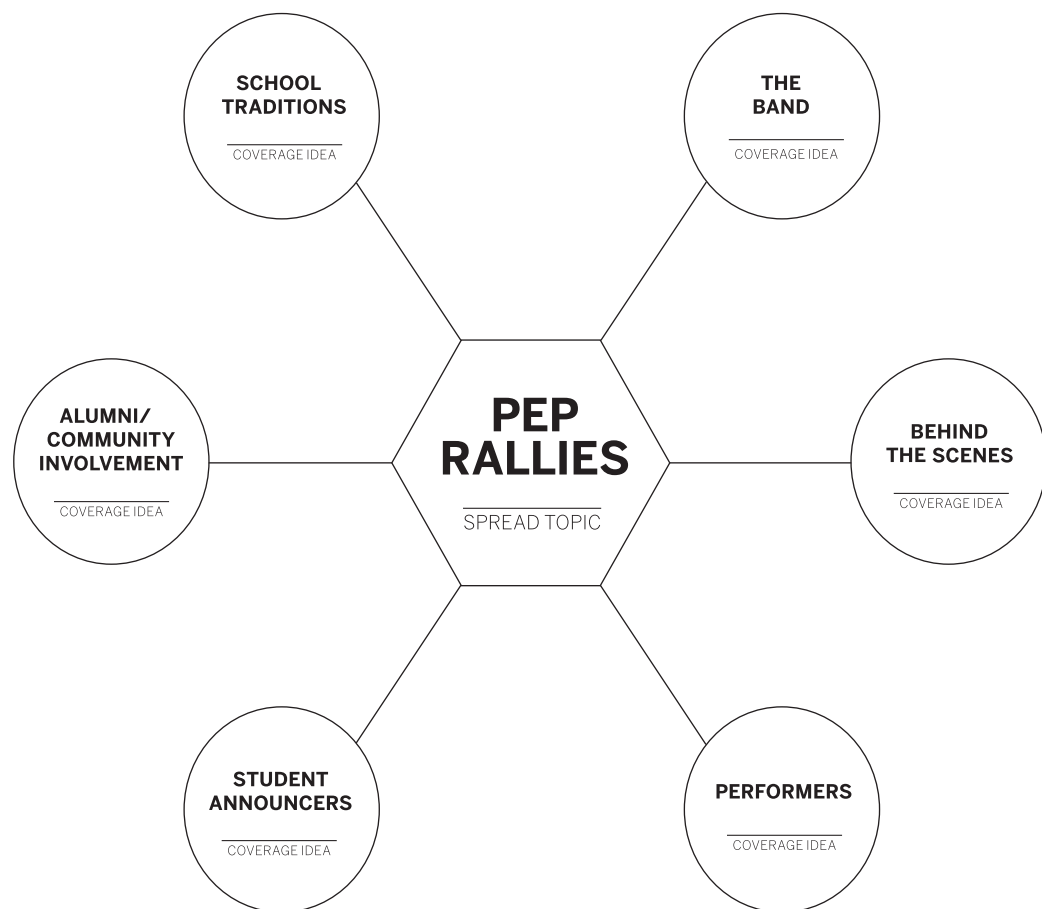 SCHOOL
TRADITIONS
COVERAGE IDEA
THE
BAND
COVERAGE IDEA
ALUMNI/
COMMUNITY
INVOLVEMENT
COVERAGE IDEA
PEP
RALLIES
SPREAD TOPIC
BEHIND
THE SCENES
COVERAGE IDEA
STUDENT
ANNOUNCERS
COVERAGE IDEA
PERFORMERS
COVERAGE IDEA